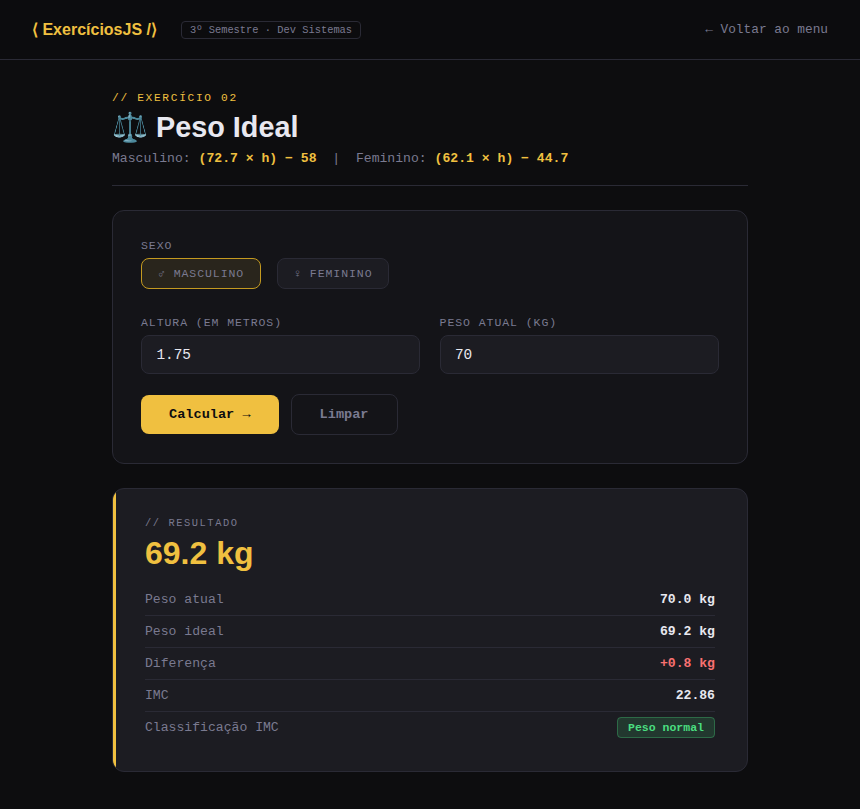 ⟨ ExercíciosJS /⟩ 3º Semestre · Dev Sistemas ← Voltar ao menu
// EXERCÍCIO 02
⚖️ Peso Ideal
Masculino: (72.7 × h) − 58 | Feminino: (62.1 × h) − 44.7
SEXO
♂ MASCULINO ♀ FEMININO
ALTURA (EM METROS) PESO ATUAL (KG)
1.75 70
Calcular → Limpar
// RESULTADO
69.2 kg
Peso atual 70.0 kg
Peso ideal 69.2 kg
Diferença +0.8 kg
IMC 22.86
Classificação IMC Peso normal